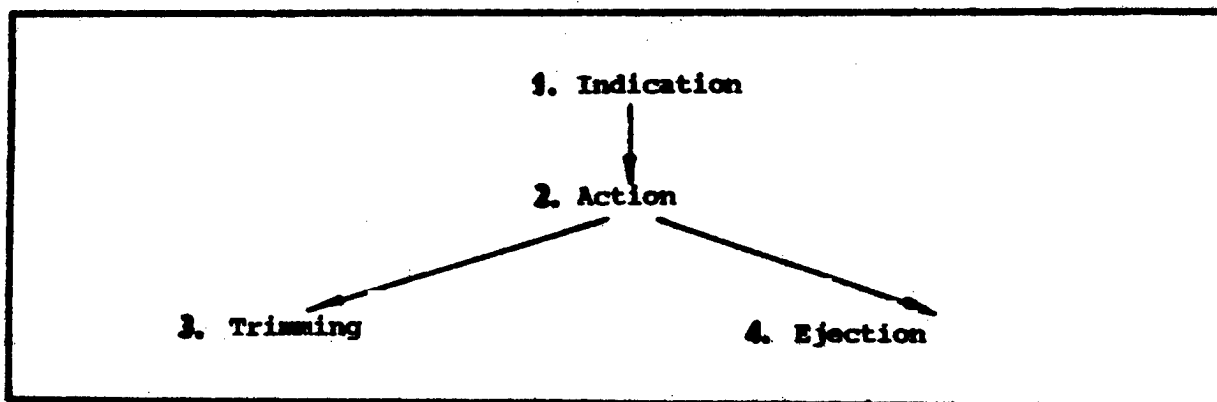 1. Indication
2. Action
3. Trimming
4. Ejection